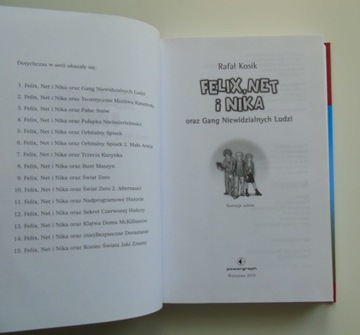 Dotychczas w serii ukazały się:
1. Felix, Net i Nika oraz Gang Niewidzialnych Ludzi
2. Felix, Net i Nika oraz Teoretycznie Możliwa Katastrofa
3. Felix, Net i Nika oraz Pałac Snów
4. Felix, Net i Nika oraz Pułapka Nieśmiertelności
5. Felix, Net i Nika oraz Orbitalny Spisek
6. Felix, Net i Nika oraz Orbitalny Spisek 2. Mała Armia
7. Felix, Net i Nika oraz Trzecia Kuzynka
8. Felix, Net i Nika oraz Bunt Maszyn
9. Felix, Net i Nika oraz Świat Zero
10. Felix, Net i Nika oraz Świat Zero 2. Alternauci
11. Felix, Net i Nika oraz Nadprogramowe Historie
12. Felix, Net i Nika oraz Sekret Czerwonej Hańczy
13. Felix, Net i Nika oraz Klątwa Domu McKillianów
14. Felix, Net i Nika oraz (nie)Bezpieczne Dorastanie
15. Felix, Net i Nika oraz Koniec Świata Jaki Znamy
Rafał Kosik
FELIX, NET
i NIKA
oraz Gang Niewidzialnych Ludzi
Ilustracje autora
powergraph
Warszawa